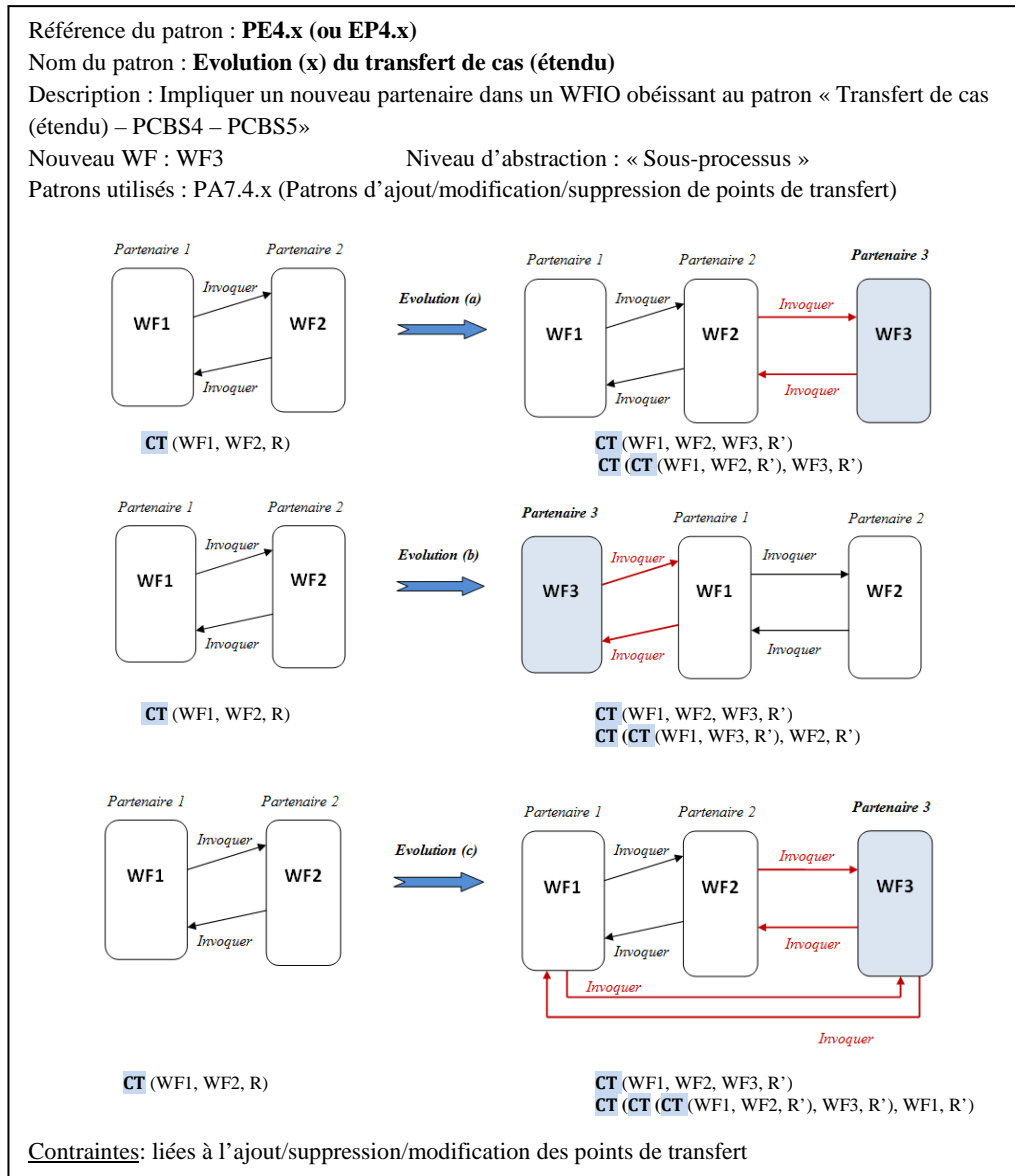 Référence du patron : PE4.x (ou EP4.x)
Nom du patron : Evolution (x) du transfert de cas (étendu)
Description : Impliquer un nouveau partenaire dans un WFIO obéissant au patron « Transfert de cas
(étendu) – PCBS4 – PCBS5»
Nouveau WF : WF3 Niveau d’abstraction : « Sous-processus »
Patrons utilisés : PA7.4.x (Patrons d’ajout/modification/suppression de points de transfert)
Partenaire 1 Partenaire 2
Invoquer
WF1 WF2
Invoquer
CT (WF1, WF2, R)
Evolution (a)
Partenaire 1 Partenaire 2 Partenaire 3
Invoquer Invoquer
WF1 WF2 WF3
Invoquer Invoquer
CT (WF1, WF2, WF3, R’)
CT (CT (WF1, WF2, R’), WF3, R’)
Partenaire 1 Partenaire 2
Invoquer
WF1 WF2
Invoquer
CT (WF1, WF2, R)
Evolution (b)
Partenaire 3 Partenaire 1 Partenaire 2
Invoquer Invoquer
WF3 WF1 WF2
Invoquer Invoquer
CT (WF1, WF2, WF3, R’)
CT (CT (WF1, WF3, R’), WF2, R’)
Partenaire 1 Partenaire 2
Invoquer
WF1 WF2
Invoquer
CT (WF1, WF2, R)
Evolution (c)
Partenaire 1 Partenaire 2 Partenaire 3
Invoquer Invoquer
WF1 WF2 WF3
Invoquer Invoquer
Invoquer
Invoquer
CT (WF1, WF2, WF3, R’)
CT (CT (CT (WF1, WF2, R’), WF3, R’), WF1, R’)
Contraintes: liées à l’ajout/suppression/modification des points de transfert